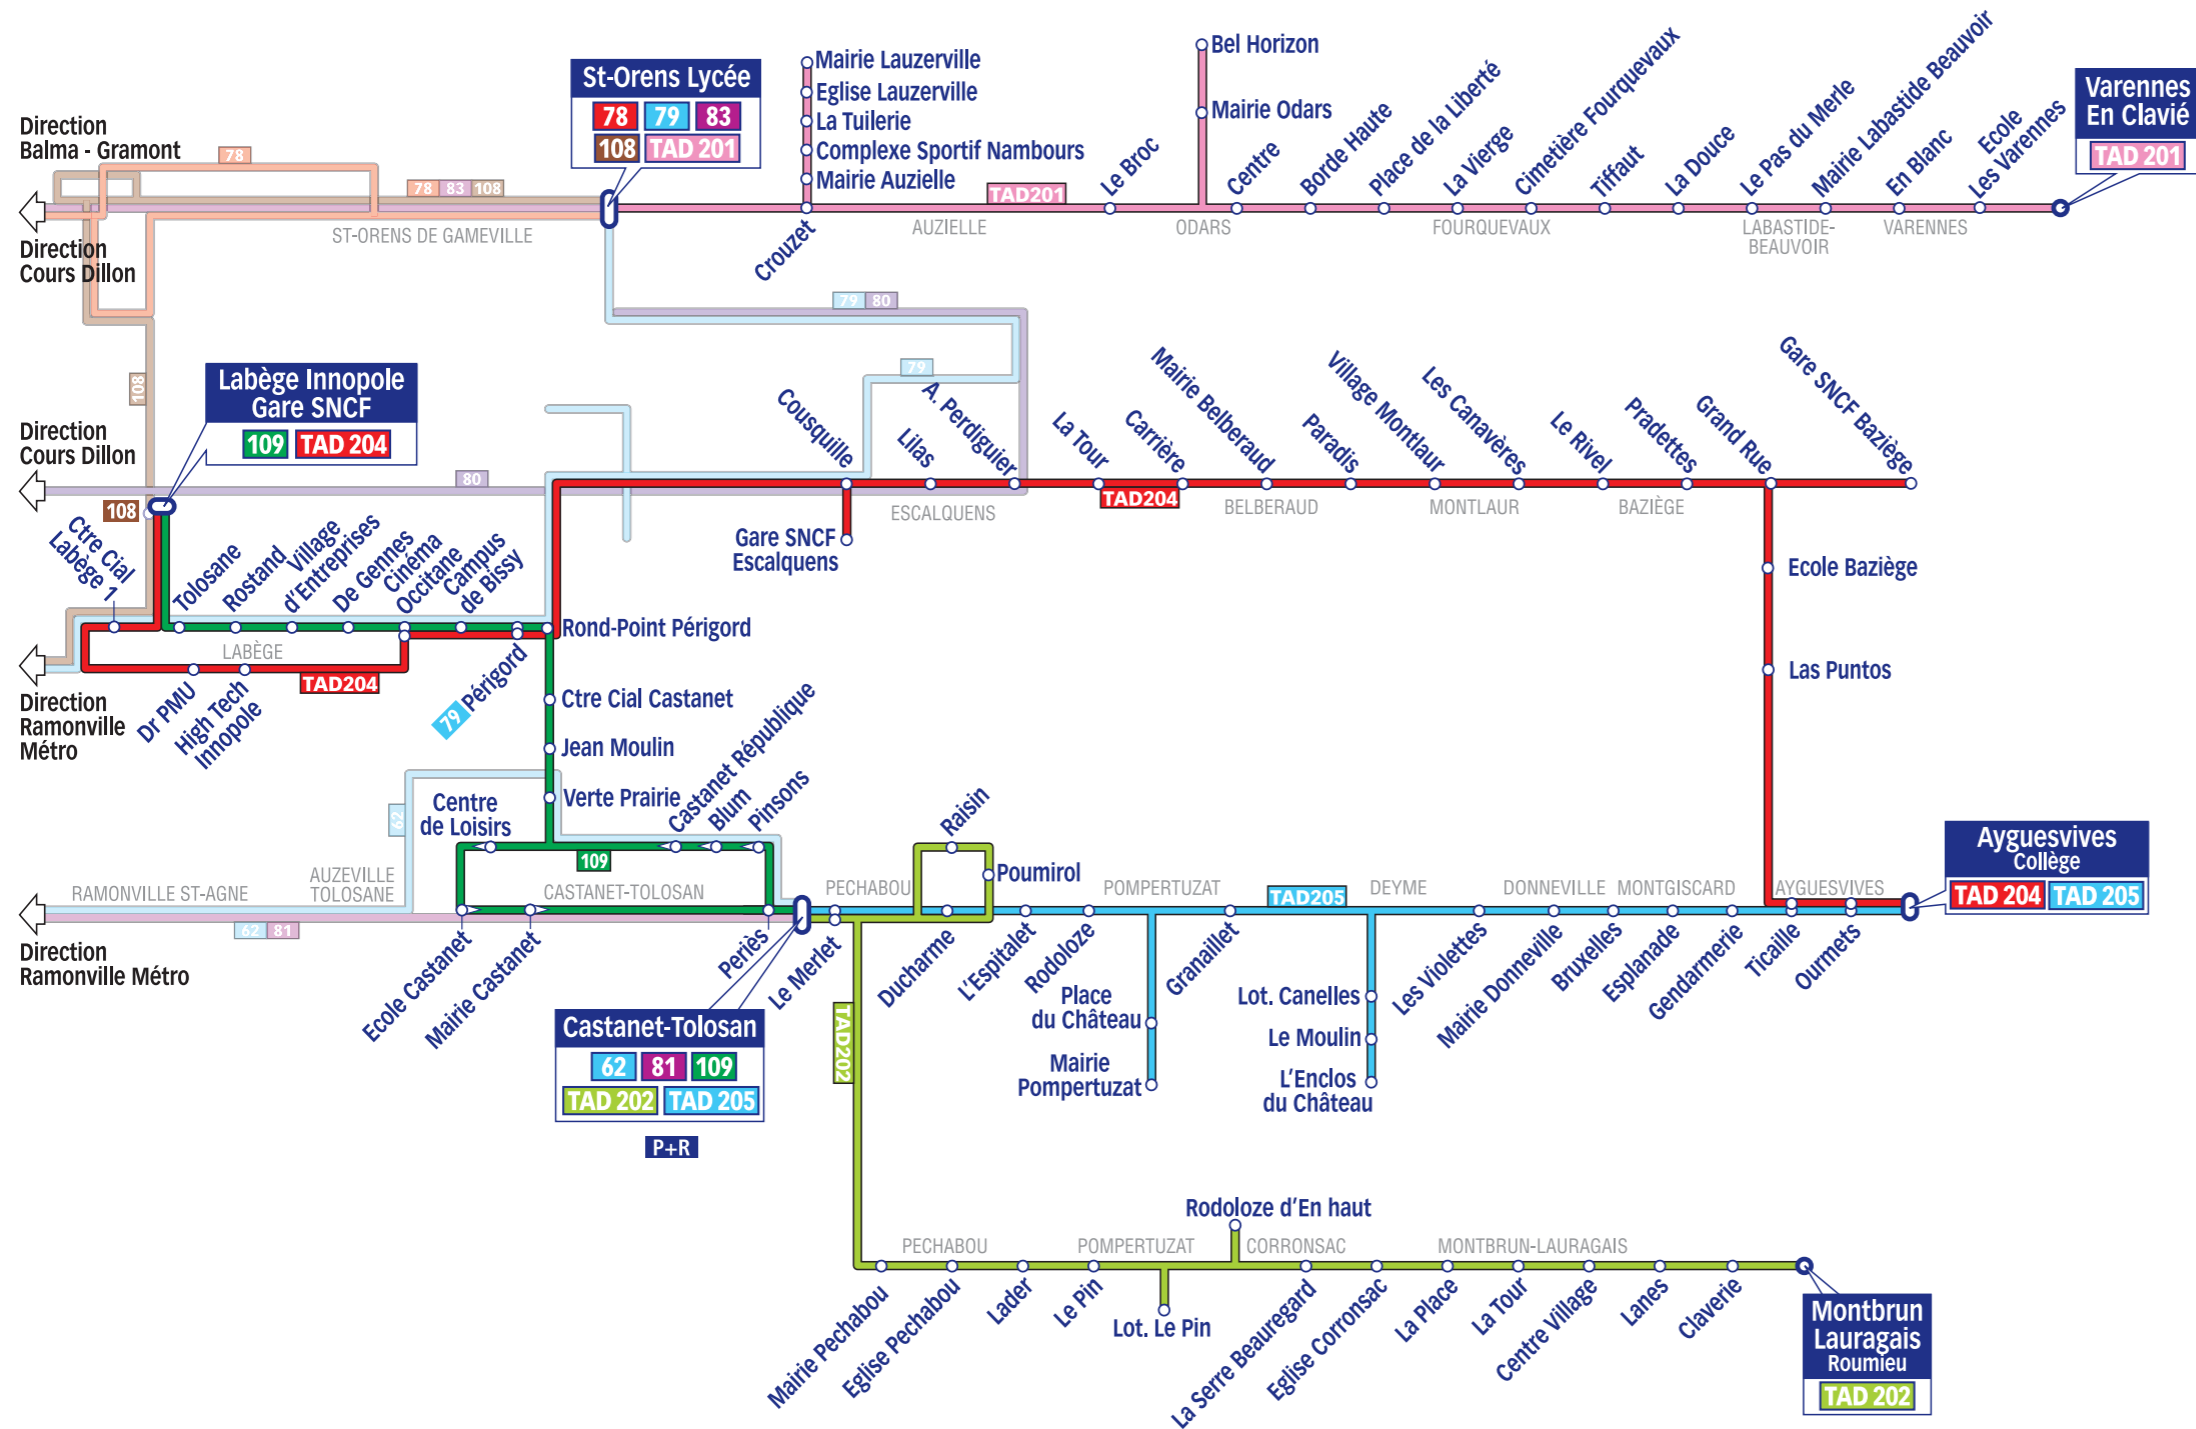 Direction
Balma - Gramont
Direction
Cours Dillon
78
78 83 108
ST-ORENS DE GAMEVILLE
St-Orens Lycée
78 79 83
108 TAD 201
Mairie Lauzerville
Eglise Lauzerville
La Tuilerie
Complexe Sportif Nambours
Mairie Auzielle
Crouzet
AUZIELLE
TAD201
Le Broc
Bel Horizon
Mairie Odars
ODARS
Centre
Borde Haute
Place de la Liberté
La Vierge
FOURQUEVAUX
Cimetière Fourquevaux
Tiffaut
La Douce
Le Pas du Merle
LABASTIDE-
BEAUVOIR
Mairie Labastide Beauvoir
En Blanc
VARENNES
Ecole
Les Varennes
Varennes
En Clavié
TAD 201
79 80
79
108
Direction
Cours Dillon
80
Labège Innopole
Gare SNCF
109 TAD 204
108
Ctre Cial
Labège 1
Tolosane
Rostand
Village
d'Entreprises
De Gennes
Cinéma
Occitane
Campus
de Bissy
Rond-Point Périgord
LABÈGE
TAD204
Dr PMU
High Tech
Innopole
79 Périgord
Direction
Ramonville
Métro
Cousquille
Gare SNCF
Escalquens
Lilas
A. Perdiguier
ESCALQUENS
La Tour
TAD204
Carrière
Mairie Belberaud
BELBERAUD
Paradis
Village Montlaur
MONTLAUR
Les Canavères
Le Rivel
BAZIÈGE
Pradettes
Grand Rue
Gare SNCF Baziège
Ecole Baziège
Las Puntos
Ctre Cial Castanet
Jean Moulin
Verte Prairie
Castanet République
Blum
Pinsons
Centre
de Loisirs
109
62
AUZEVILLE
TOLOSANE
RAMONVILLE ST-AGNE
CASTANET-TOLOSAN
62 81
Direction
Ramonville Métro
Ecole Castanet
Mairie Castanet
Periès
Le Merlet
Castanet-Tolosan
62 81 109
TAD 202 TAD 205
P+R
PECHABOU
Raisin
Poumirol
Ducharme
L'Espitalet
Rodoloze
POMPERTUZAT
Place
du Château
Mairie
Pompertuzat
Granaillet
TAD205
DEYME
Lot. Canelles
Le Moulin
L'Enclos
du Château
Les Violettes
DONNEVILLE
Mairie Donneville
Bruxelles
MONTGISCARD
Esplanade
Gendarmerie
AYGUESVIVES
Ticaille
Ourmets
Ayguesvives
Collège
TAD 204 TAD 205
TAD202
PECHABOU
POMPERTUZAT
Rodoloze d'En haut
CORRONSAC
MONTBRUN-LAURAGAIS
Mairie Pechabou
Eglise Pechabou
Lader
Le Pin
Lot. Le Pin
La Serre Beauregard
Eglise Corronsac
La Place
La Tour
Centre Village
Lanes
Claverie
Montbrun
Lauragais
Roumieu
TAD 202